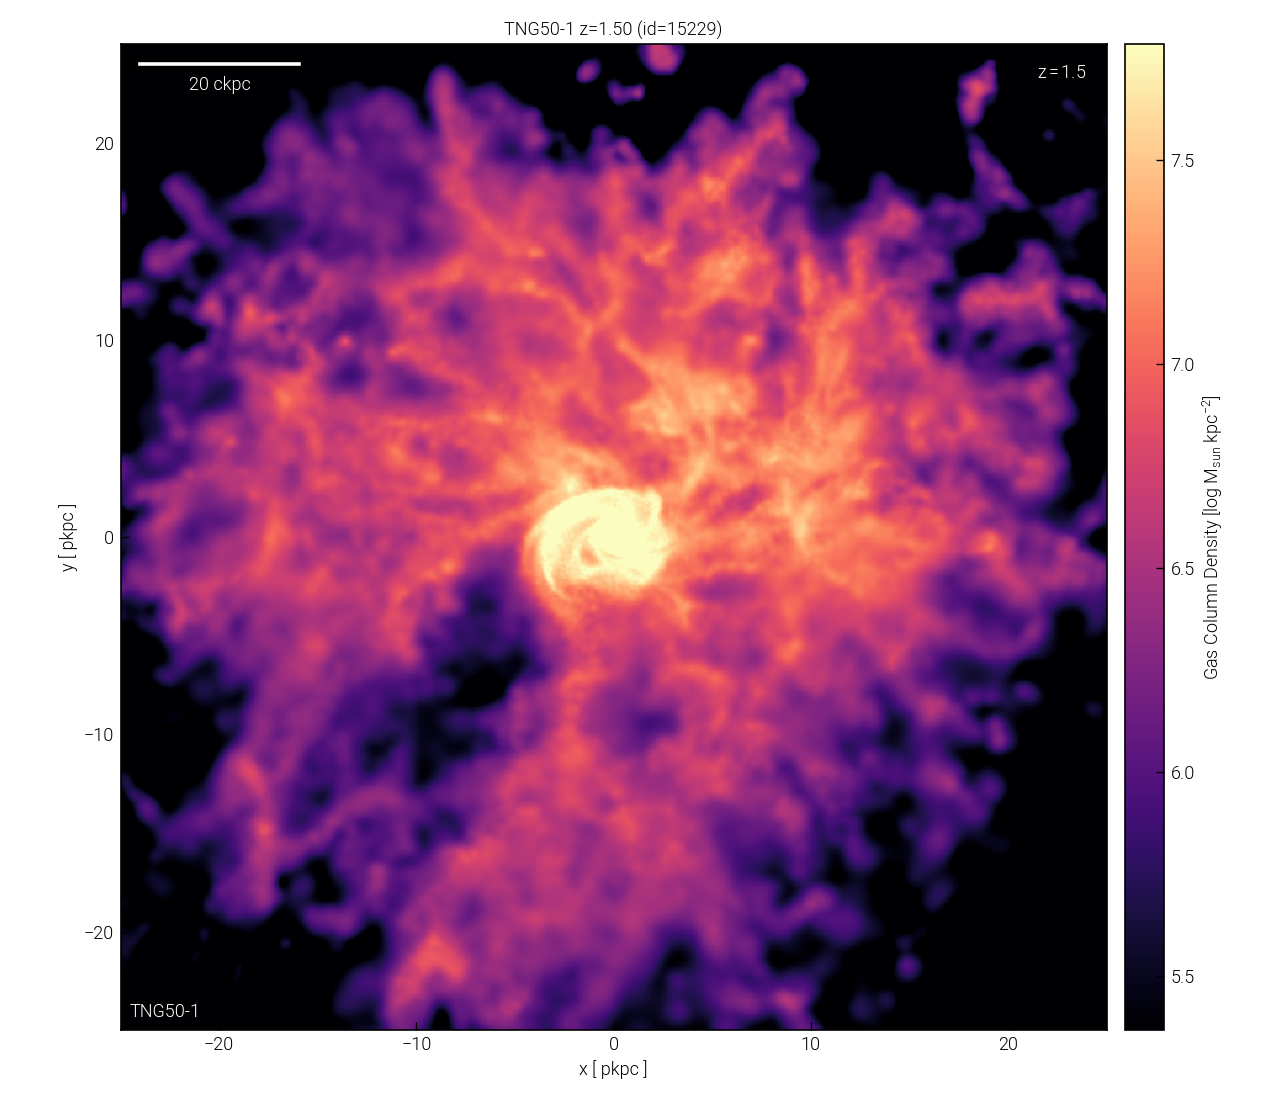 TNG50-1 z=1.50 (id=15229)
20 ckpc
z = 1.5
TNG50-1
20
10
0
−10
−20
y [ pkpc ]
−20
−10
0
10
20
x [ pkpc ]
7.5
7.0
6.5
6.0
5.5
Gas Column Density [log Msun kpc−2]